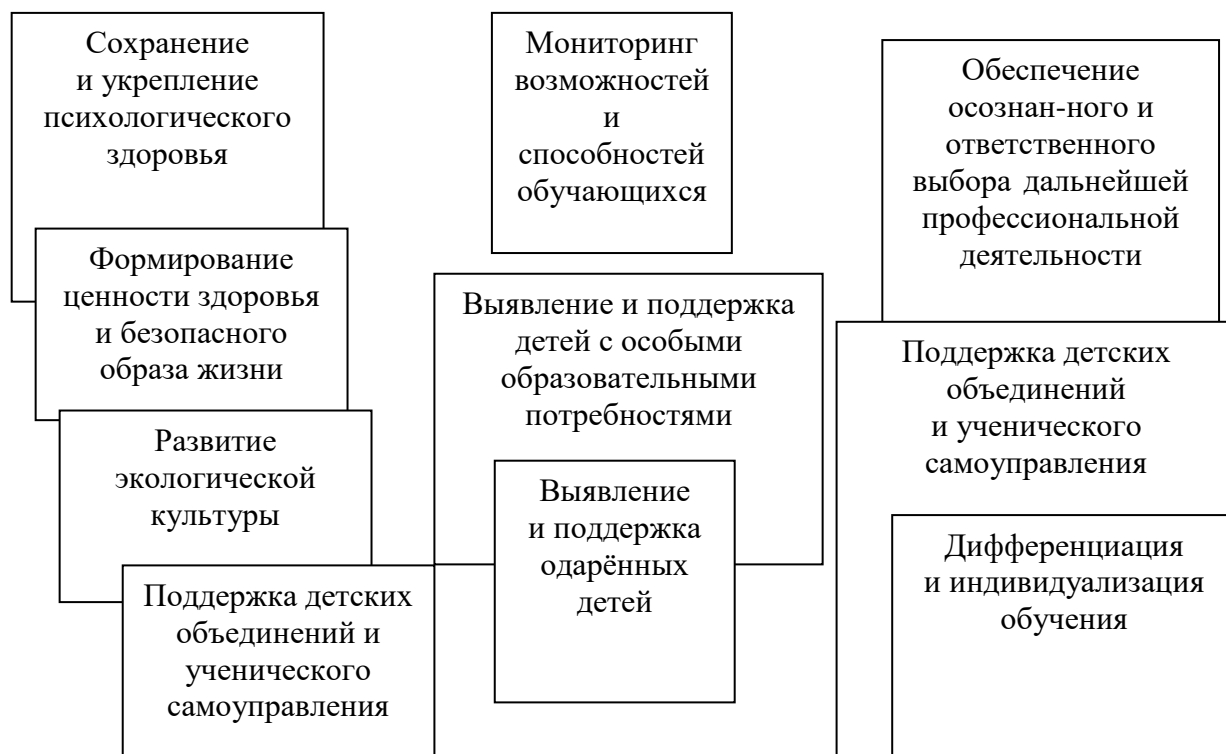 Сохранение
и укрепление
психологического
здоровья
Формирование
ценности здоровья
и безопасного
образа жизни
Развитие
экологической
культуры
Поддержка детских
объединений и
ученического
самоуправления
Мониторинг
возможностей
и
способностей
обучающихся
Выявление и поддержка
детей с особыми
образовательными
потребностями
Выявление
и поддержка
одарённых
детей
Обеспечение
осознан-ного и
ответственного
выбора дальнейшей
профессиональной
деятельности
Поддержка детских
объединений
и ученического
самоуправления
Дифференциация
и индивидуализация
обучения